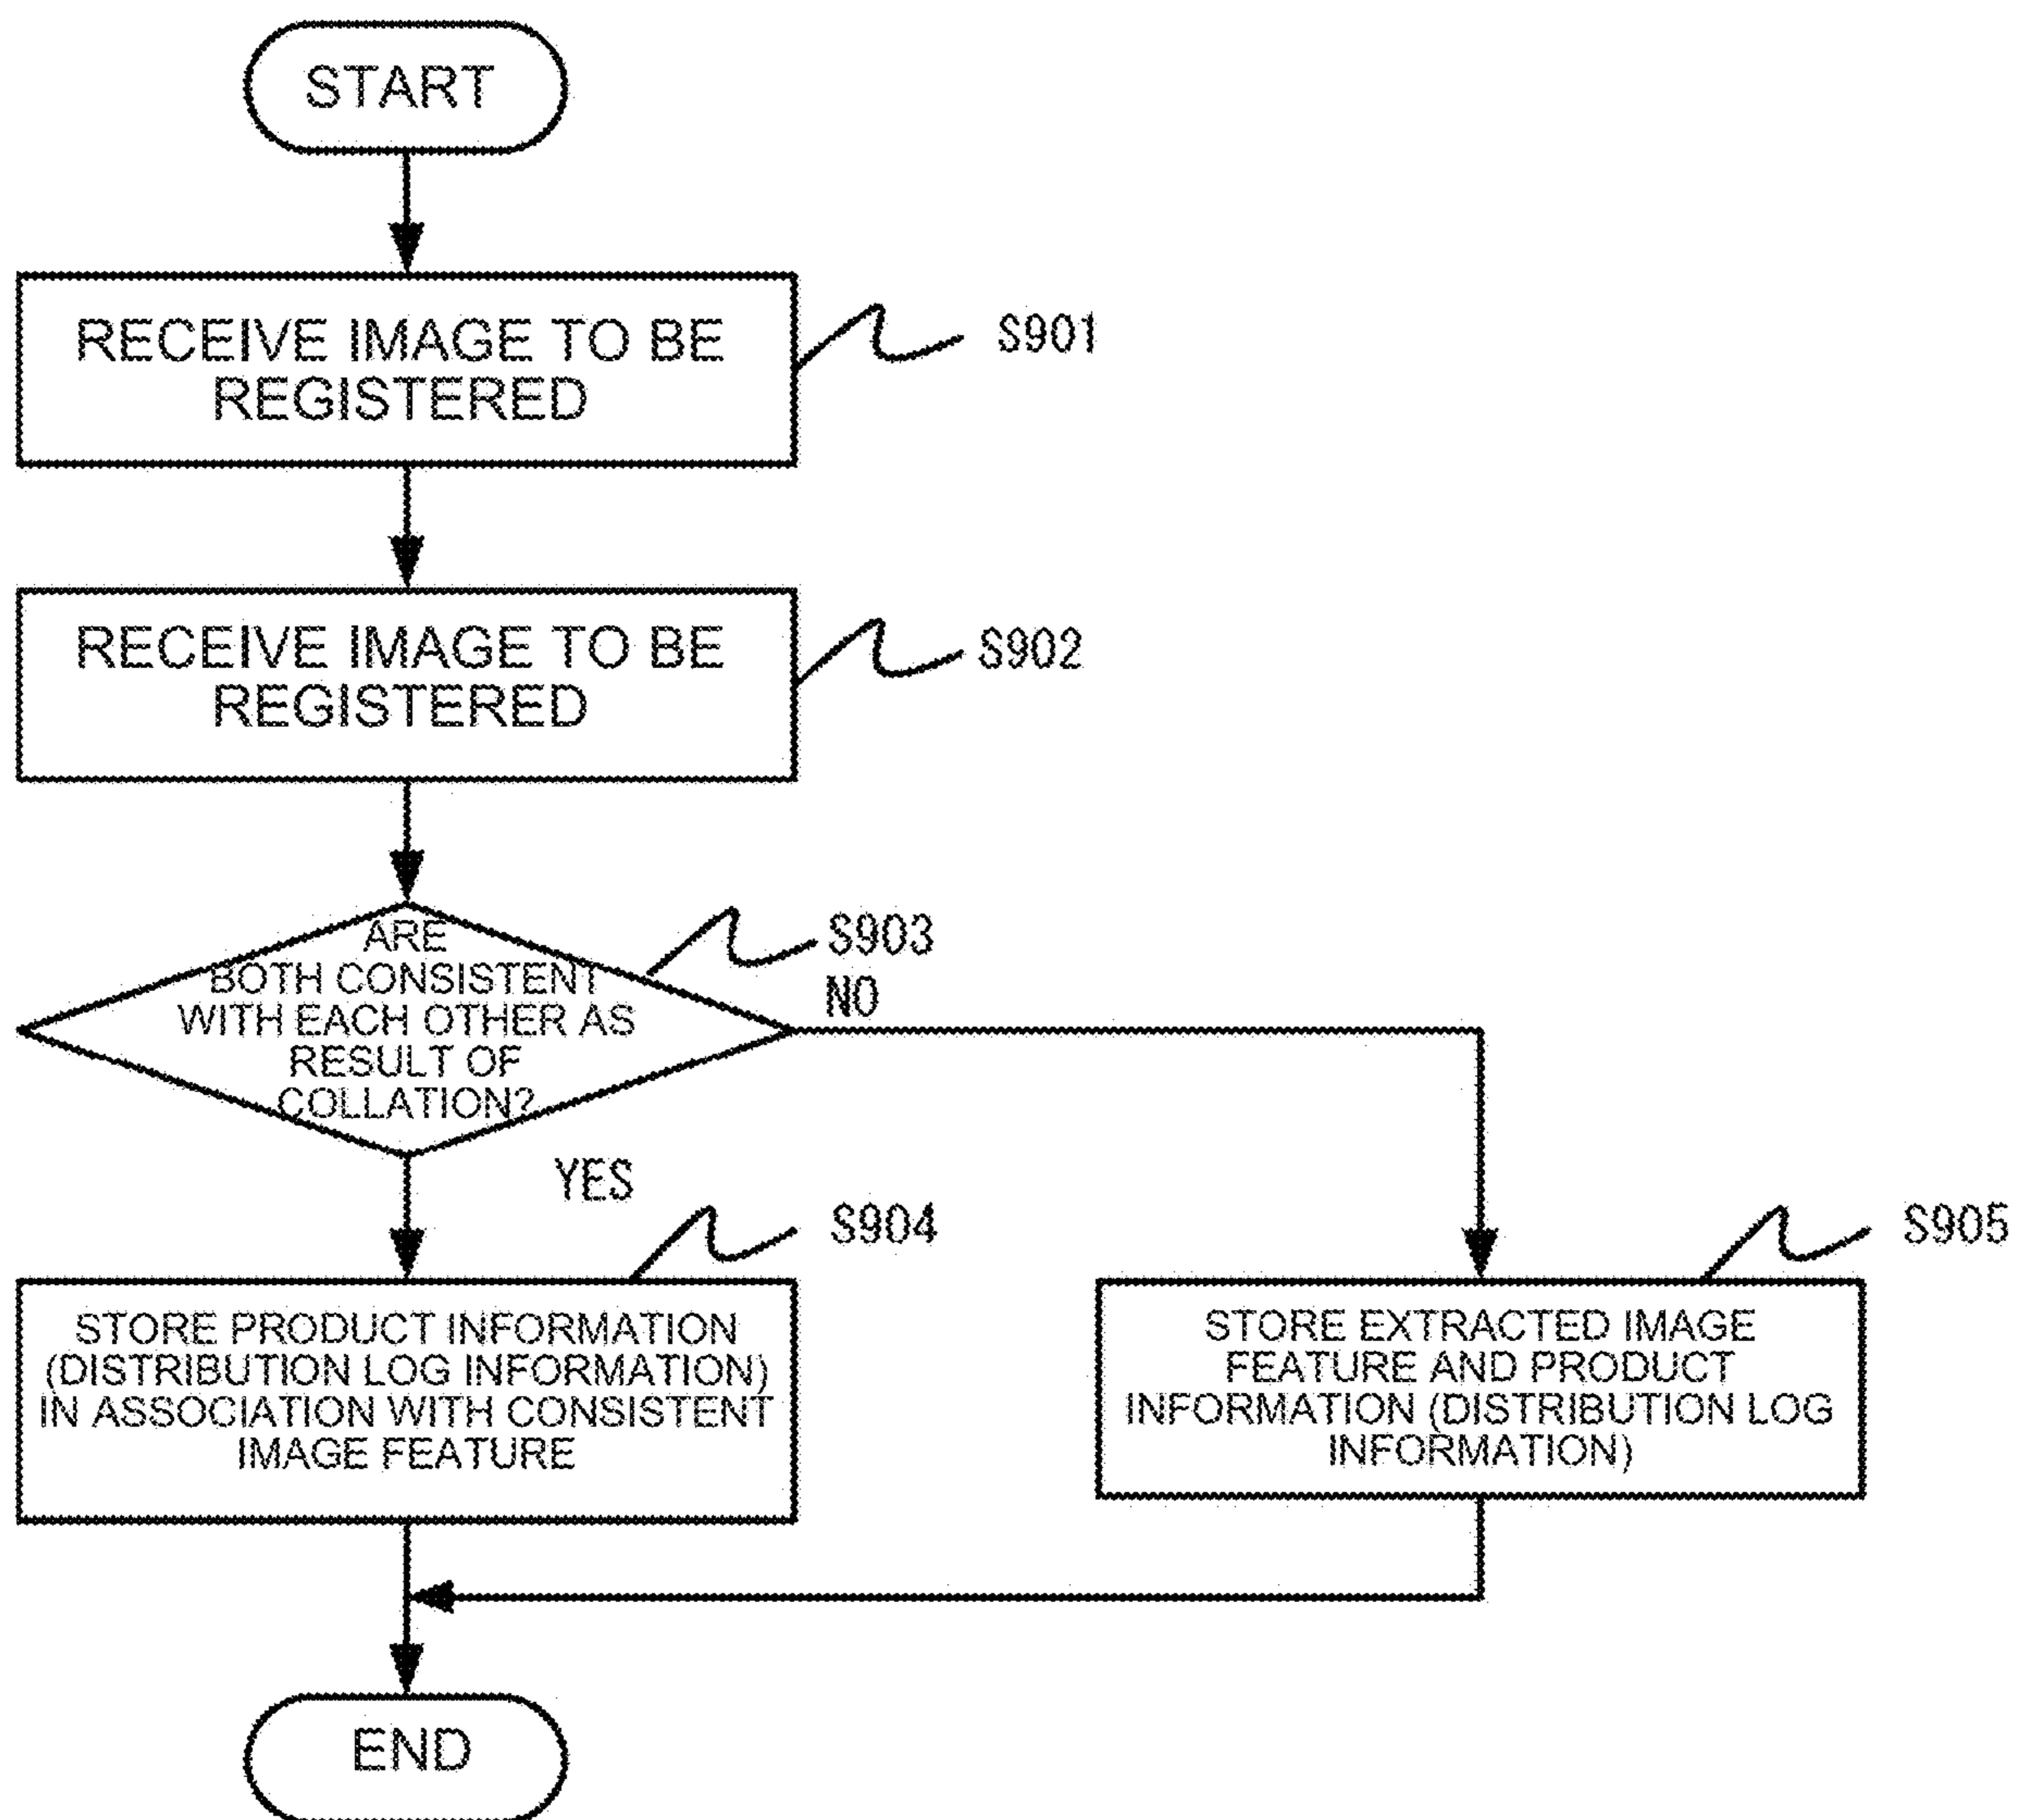 START
RECEIVE IMAGE TO BE
REGISTERED
S901
RECEIVE IMAGE TO BE
REGISTERED
S902
ARE
BOTH CONSISTENT
WITH EACH OTHER AS
RESULT OF
COLLATION?
S903
NO
YES
S904
STORE PRODUCT INFORMATION
(DISTRIBUTION LOG INFORMATION)
IN ASSOCIATION WITH CONSISTENT
IMAGE FEATURE
S905
STORE EXTRACTED IMAGE
FEATURE AND PRODUCT
INFORMATION (DISTRIBUTION LOG
INFORMATION)
END